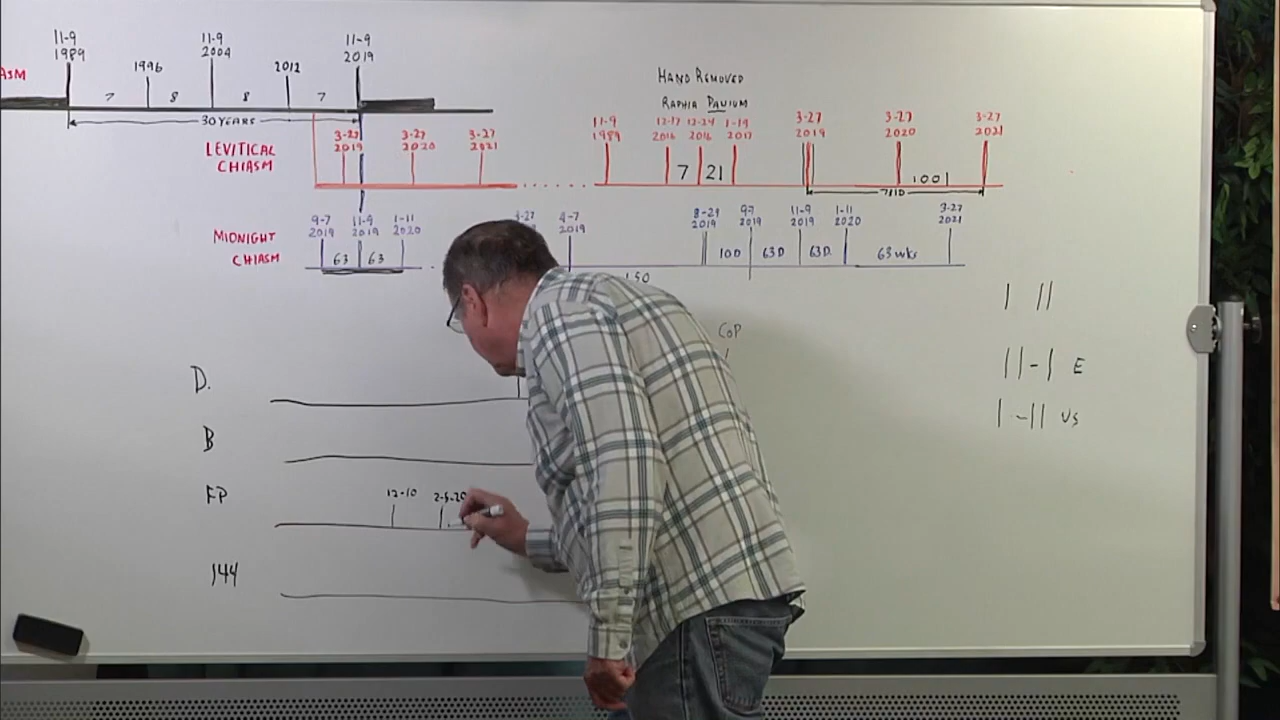 11-9 11-9 11-9
1989 2004 2019
1996 2012
ASM
7 8 8 7
30 YEARS
HAND REMOVED
RAPHIA PANIUM
LEVITICAL
CHIASM
3-27 3-27 3-27
2019 2020 2021
11-9 12-17 12-24 1-19 3-27 3-27 3-27
1989 2016 2016 2017 2019 2020 2021
7 21 1001
711D
MIDNIGHT
CHIASM
9-7 11-9 1-11
2019 2019 2020
63 63
4-7 8-29 9-7 11-9 1-11 3-27
2019 2019 2019 2019 2020 2021
100 63D 63D. 63 WKS
150
COP
| ||
||-| E
|-|| US
D.
B
FP 12-10 2-5-20
144